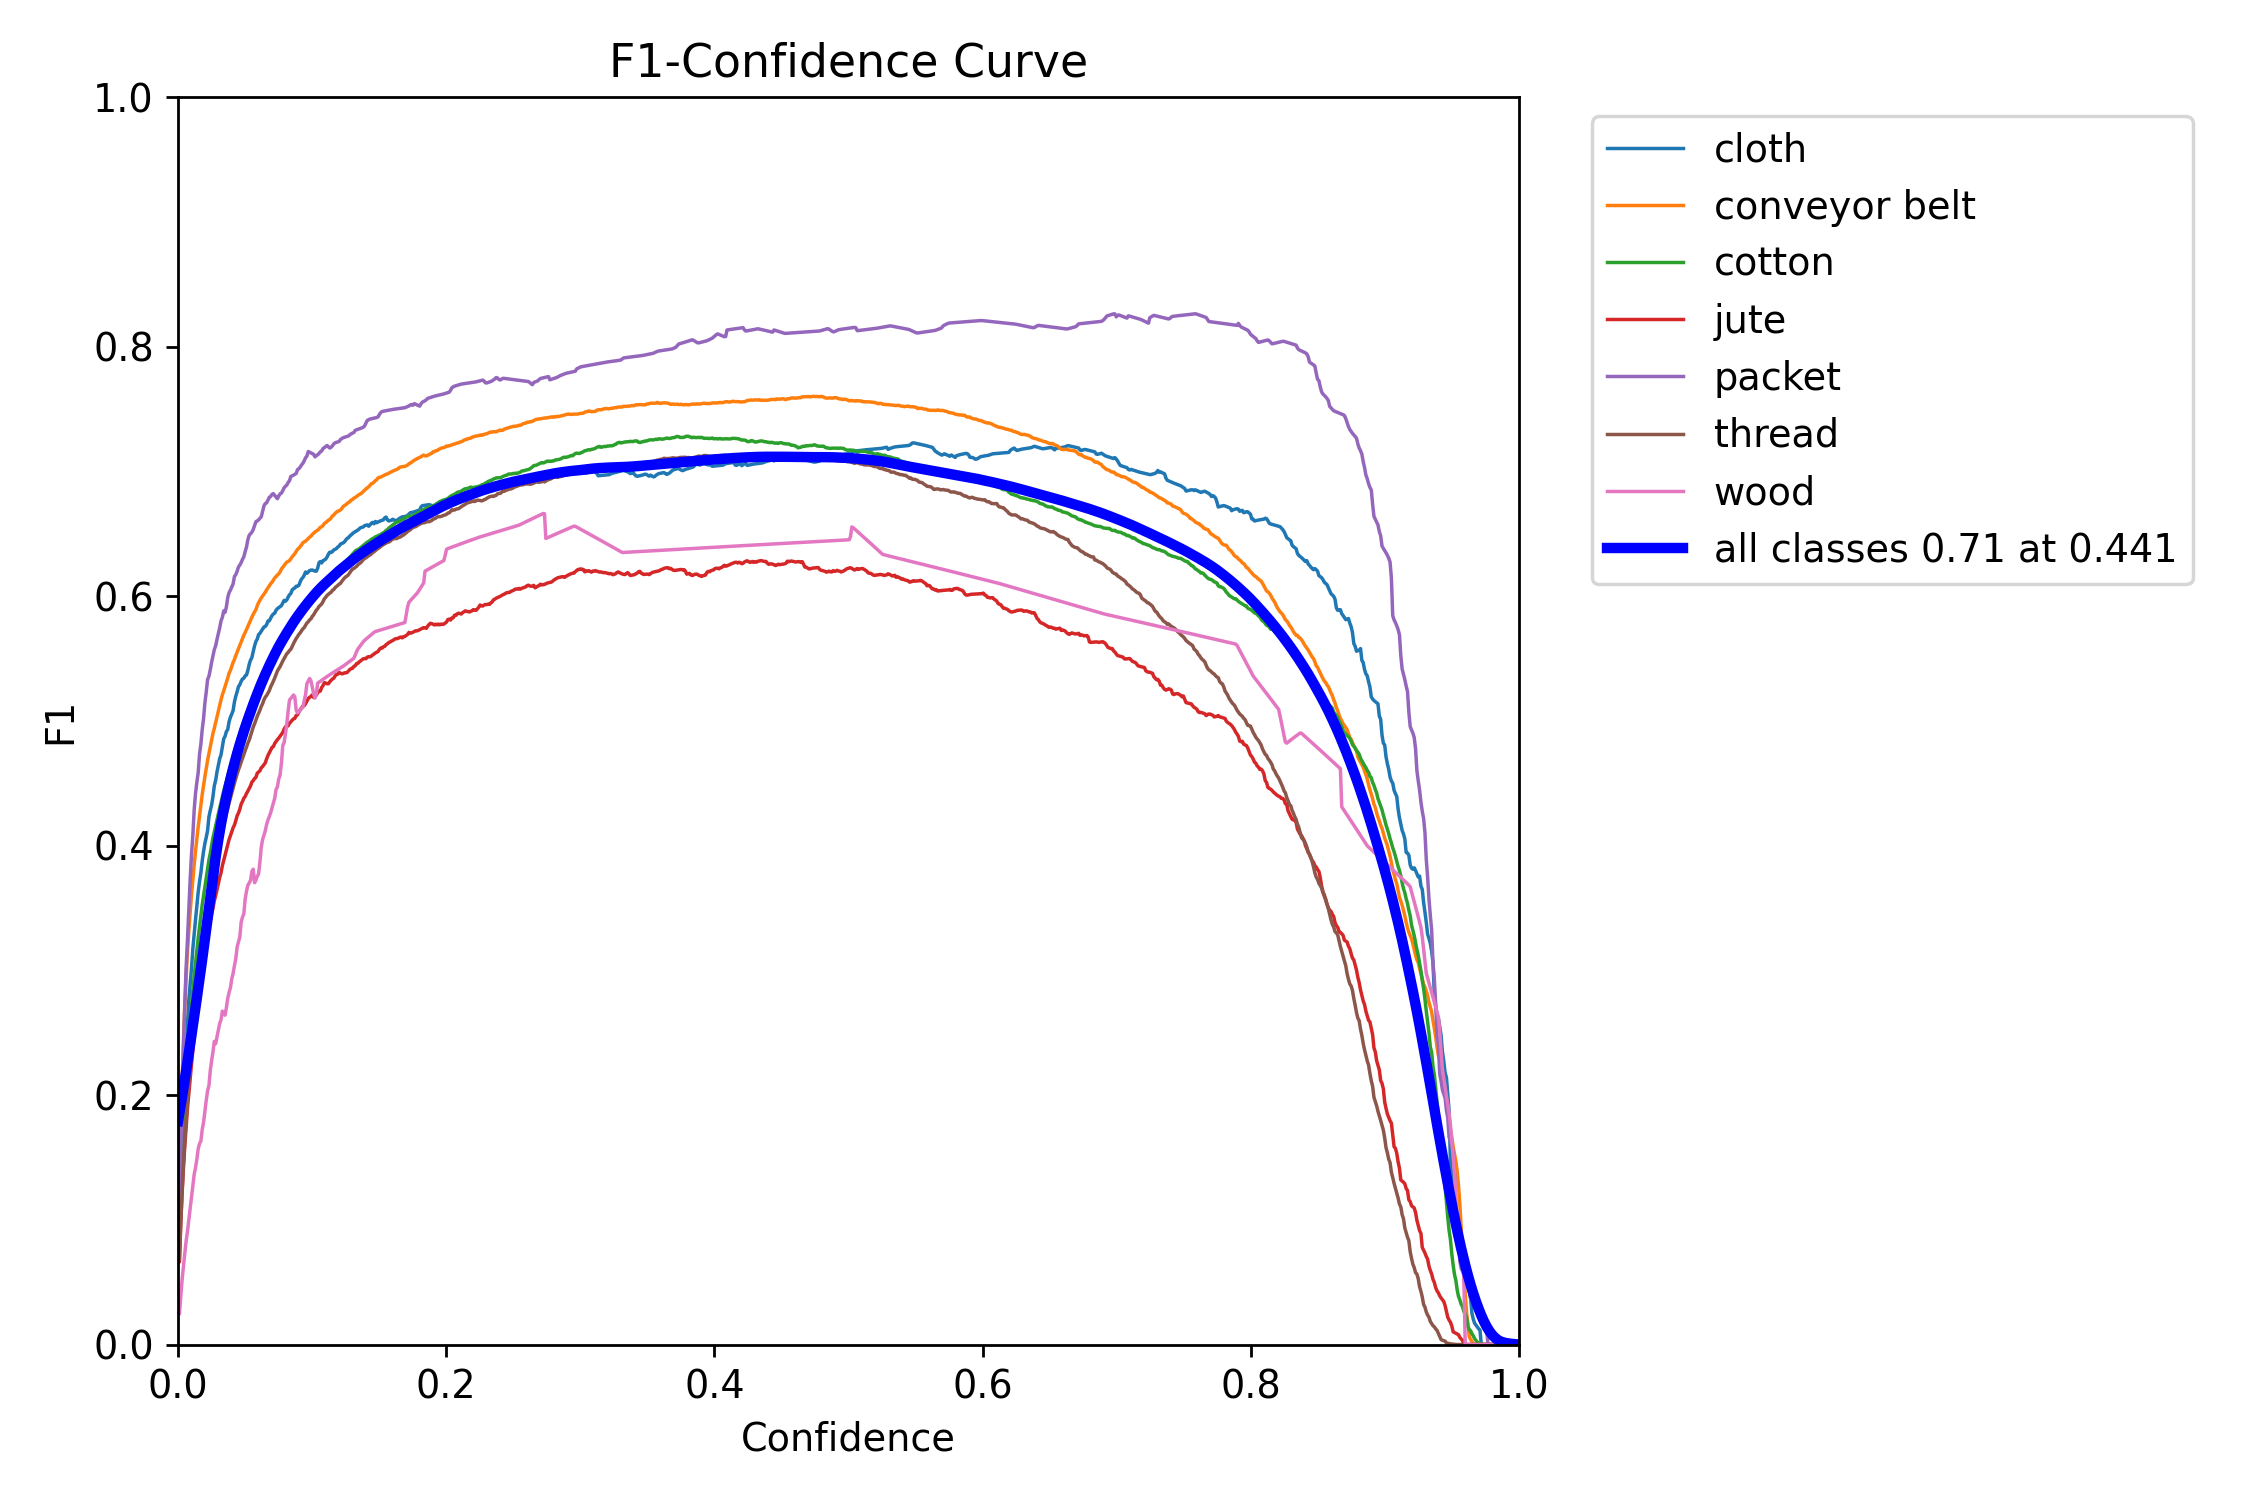 F1-Confidence Curve
1.0
0.8
0.6
0.4
0.2
0.0
F1
0.0 0.2 0.4 0.6 0.8 1.0
Confidence
cloth
conveyor belt
cotton
jute
packet
thread
wood
all classes 0.71 at 0.441